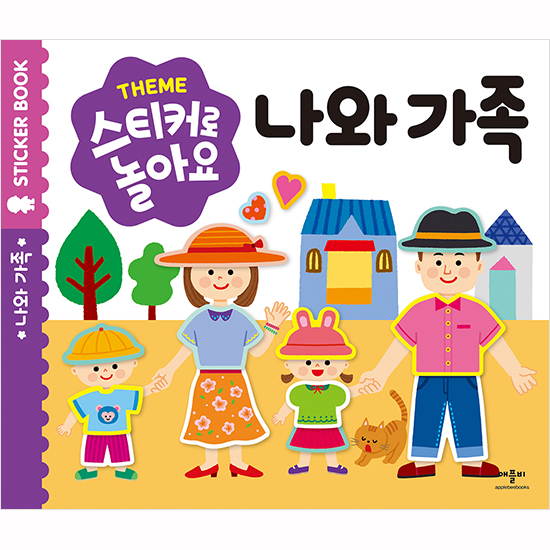 STICKER BOOK
나와 가족
THEME
스티커로
놀아요
나와 가족
애플비
applebeebooks